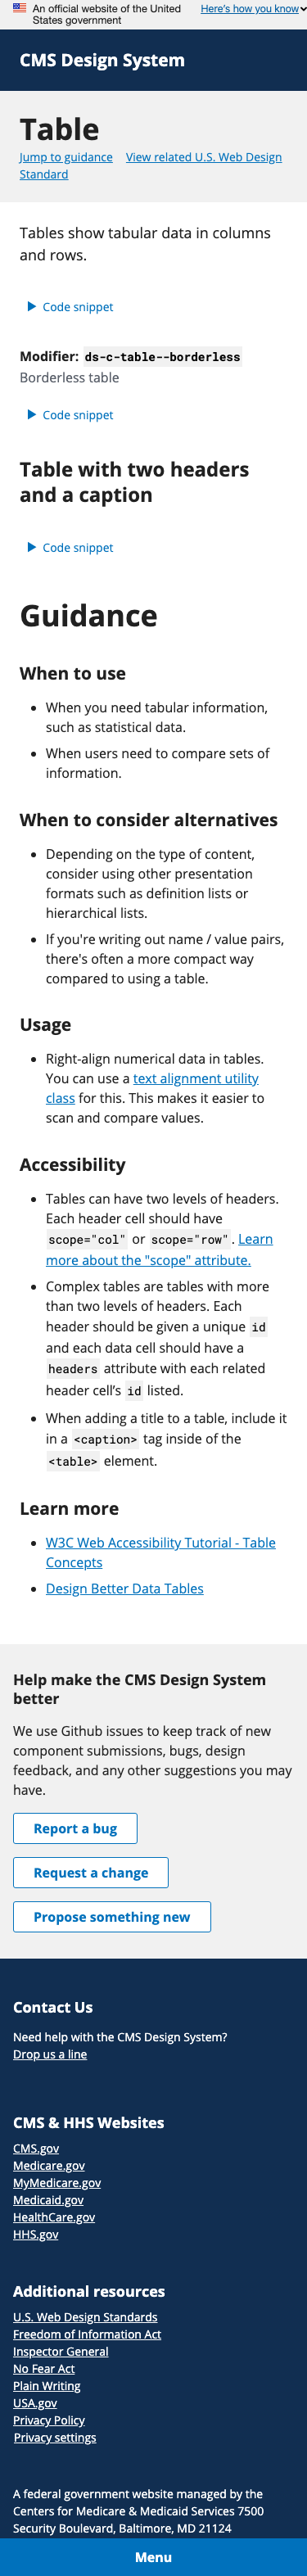 An official website of the United Here's how you know
States government
CMS Design System
Table
Jump to guidance View related U.S. Web Design
Standard
Tables show tabular data in columns
and rows.
Code snippet
Modifier: ds-c-table--borderless
Borderless table
Code snippet
Table with two headers
and a caption
Code snippet
Guidance
When to use
When you need tabular information,
such as statistical data.
When users need to compare sets of
information.
When to consider alternatives
Depending on the type of content,
consider using other presentation
formats such as definition lists or
hierarchical lists.
If you're writing out name / value pairs,
there's often a more compact way
compared to using a table.
Usage
Right-align numerical data in tables.
You can use a text alignment utility
class for this. This makes it easier to
scan and compare values.
Accessibility
Tables can have two levels of headers.
Each header cell should have
scope="col" or scope="row". Learn
more about the "scope" attribute.
Complex tables are tables with more
than two levels of headers. Each
header should be given a unique id
and each data cell should have a
headers attribute with each related
header cell’s id listed.
When adding a title to a table, include it
in a <caption> tag inside of the
<table> element.
Learn more
W3C Web Accessibility Tutorial - Table
Concepts
Design Better Data Tables
Help make the CMS Design System
better
We use Github issues to keep track of new
component submissions, bugs, design
feedback, and any other suggestions you may
have.
Report a bug
Request a change
Propose something new
Contact Us
Need help with the CMS Design System?
Drop us a line
CMS & HHS Websites
CMS.gov
Medicare.gov
MyMedicare.gov
Medicaid.gov
HealthCare.gov
HHS.gov
Additional resources
U.S. Web Design Standards
Freedom of Information Act
Inspector General
No Fear Act
Plain Writing
USA.gov
Privacy Policy
Privacy settings
A federal government website managed by the
Centers for Medicare & Medicaid Services 7500
Security Boulevard, Baltimore, MD 21124
Menu